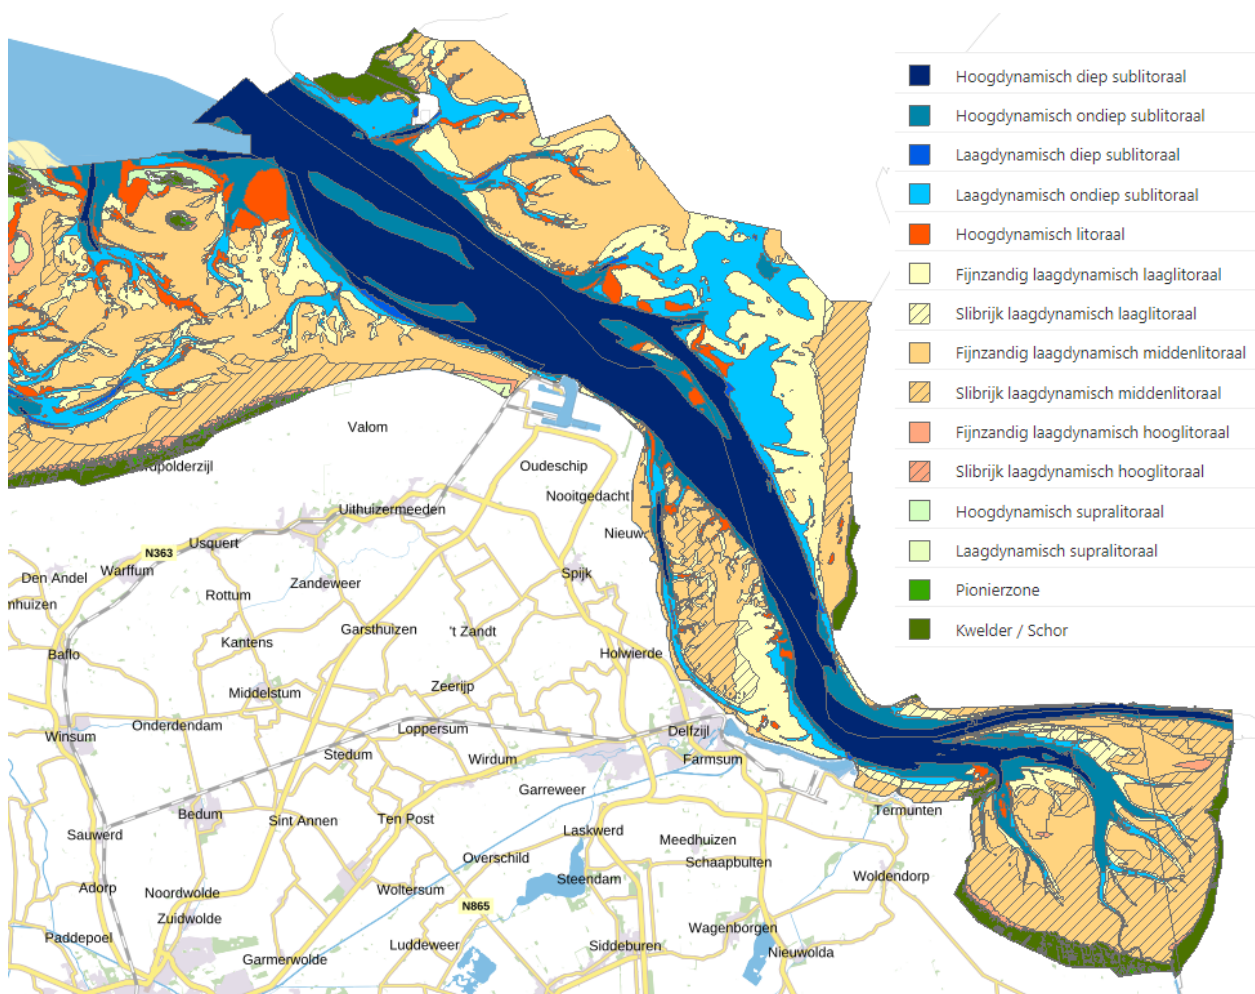 Hoogdynamisch diep sublitoraal
Hoogdynamisch ondiep sublitoraal
Laagdynamisch diep sublitoraal
Laagdynamisch ondiep sublitoraal
Hoogdynamisch litoraal
Fijnzandig laagdynamisch laaglitoraal
Slibrijk laagdynamisch laaglitoraal
Fijnzandig laagdynamisch middenlitoraal
Slibrijk laagdynamisch middenlitoraal
Fijnzandig laagdynamisch hooglitoraal
Slibrijk laagdynamisch hooglitoraal
Hoogdynamisch supralitoraal
Laagdynamisch supralitoraal
Pionierzone
Kwelder / Schor
Valom
Oudeschip
Nooitgedacht
Uithuizermeeden
Nieuw
Usquert
N363
Warffum
Den Andel
Zandeweer
Spijk
Rottum
Garsthuizen
't Zandt
Kantens
Baflo
Holwierde
Middelstum
Zeerijp
Onderdendam
Loppersum
Delfzijl
Winsum
Stedum
Wirdum
Farmsum
Garreweer
Bedum
Sint Annen
Ten Post
Termunten
Sauwerd
Laskwerd
Meedhuizen
Overschild
Schaapbulten
Adorp
Noordwolde
Woltersum
Steendam
Woldendorp
Zuidwolde
N865
Paddepoel
Wagenborgen
Luddeweer
Siddeburen
Nieuwolda
Garmerwolde